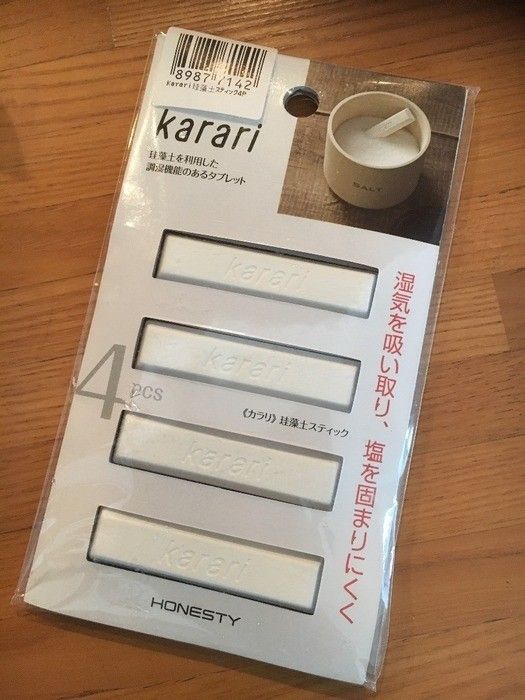 8987 7142
Karari珪藻土スティック4P
karari
珪藻土を利用した
調湿機能のあるタブレット
SALT
karari
karari
4
pcs
《カラリ》珪藻土スティック
karari
karari
湿気を吸い取り、塩を固まりにくく
HONESTY